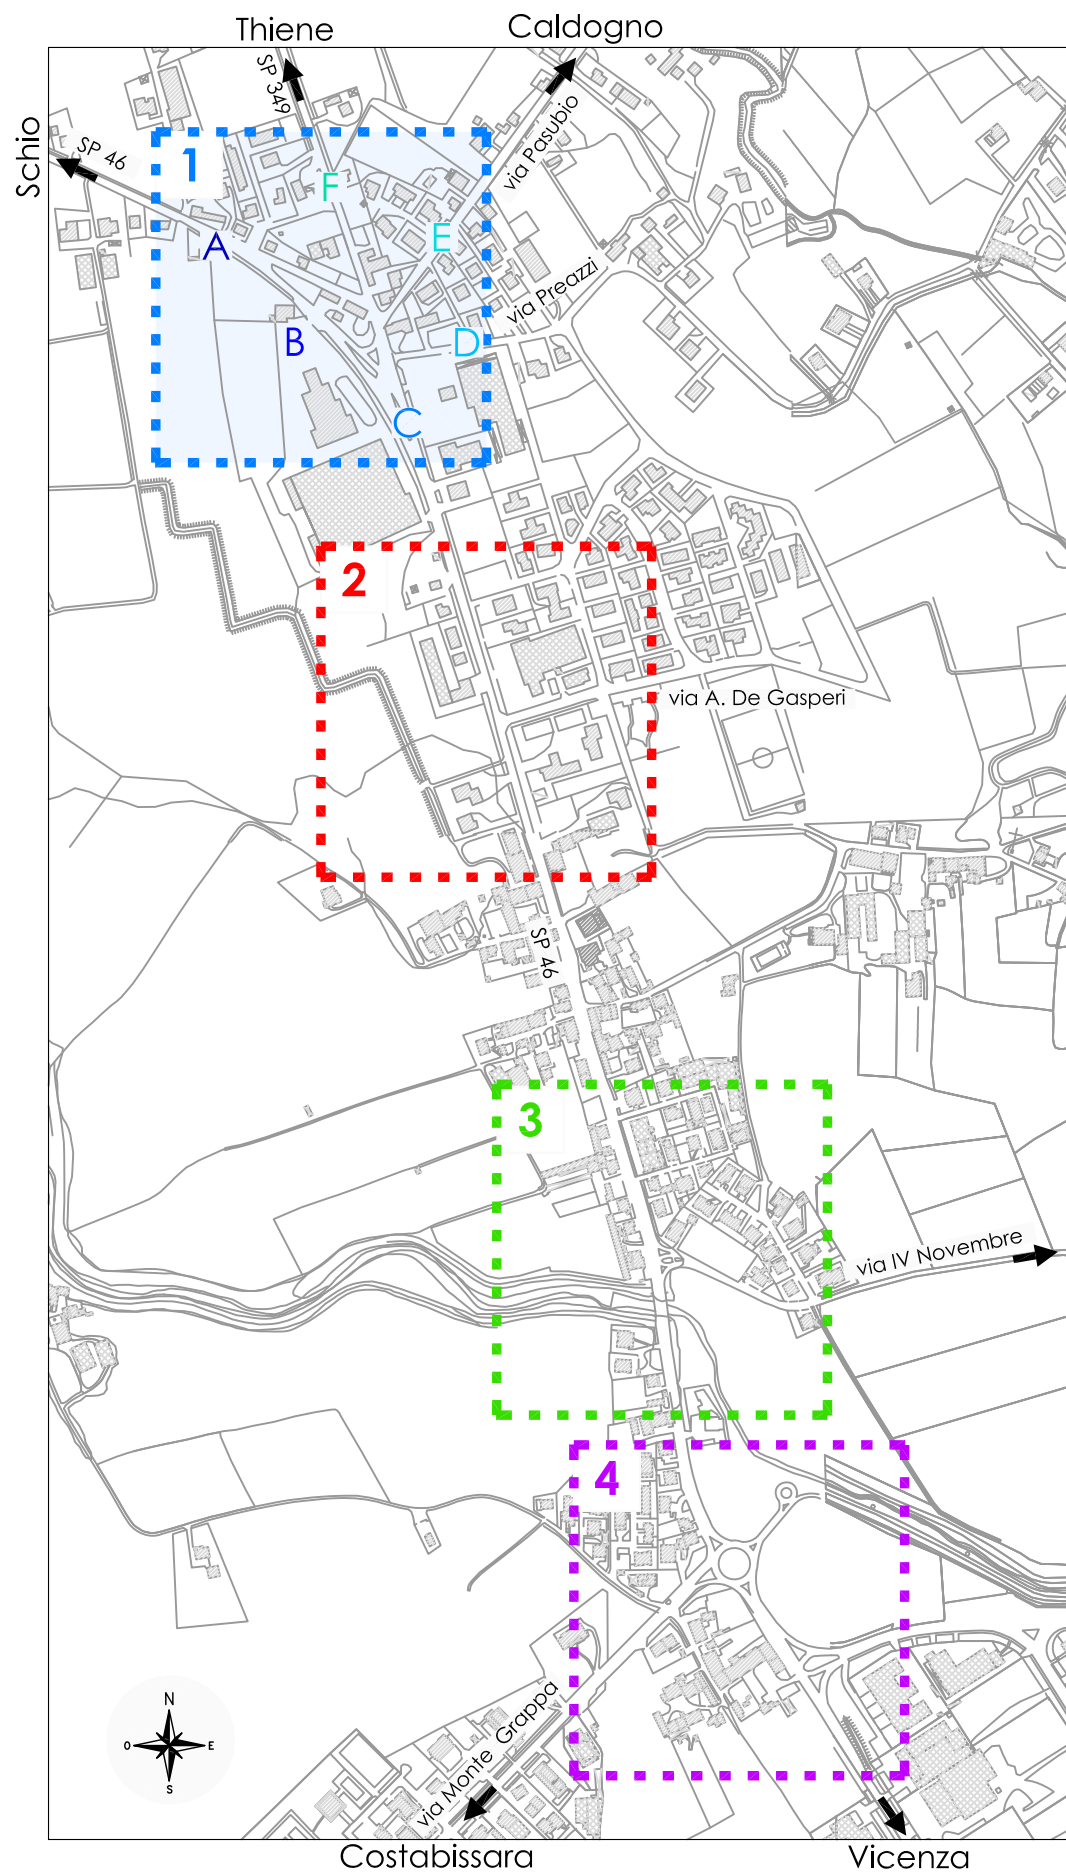 Thiene
Caldogno
Schio
SP 46
SP 349
via Pasubio
1
F
A
E
via Preazzi
B
D
C
2
via A. De Gasperi
SP 46
3
via IV Novembre
4
via Monte Grappa
N
O
E
S
Costabissara
Vicenza